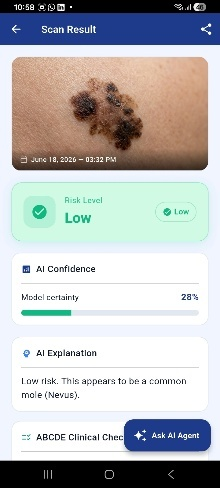 10:58
48
Scan Result
June 18, 2026 — 03:32 PM
Risk Level
Low
Low
AI Confidence
Model certainty
28%
AI Explanation
Low risk. This appears to be a common
mole (Nevus).
ABCDE Clinical Chec
Ask AI Agent